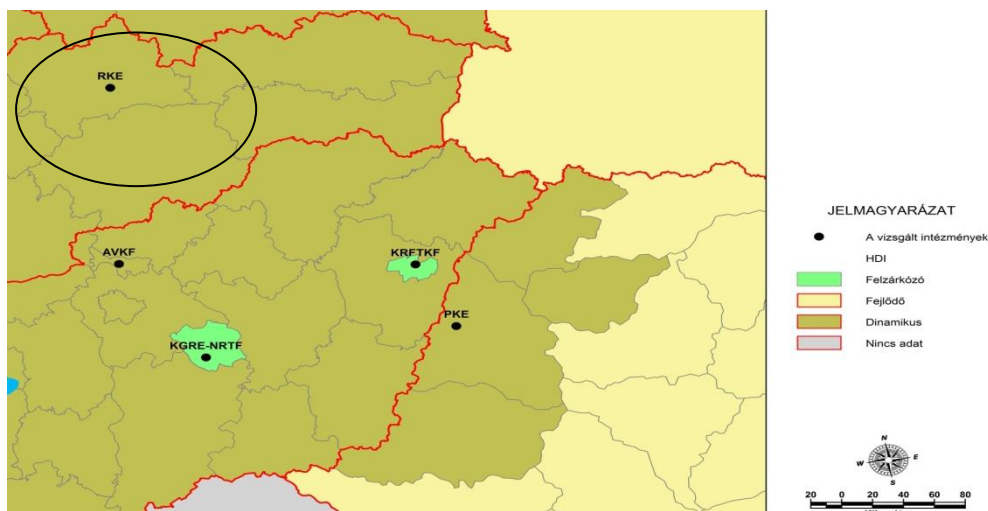 RKE
AVKF
KRFTKF
PKE
KGRE-NRTF
JELMAGYARÁZAT
A vizsgált intézmények
HDI
Felzárkózó
Fejlődő
Dinamikus
Nincs adat
N
W E
S
20 0 20 40 60 80